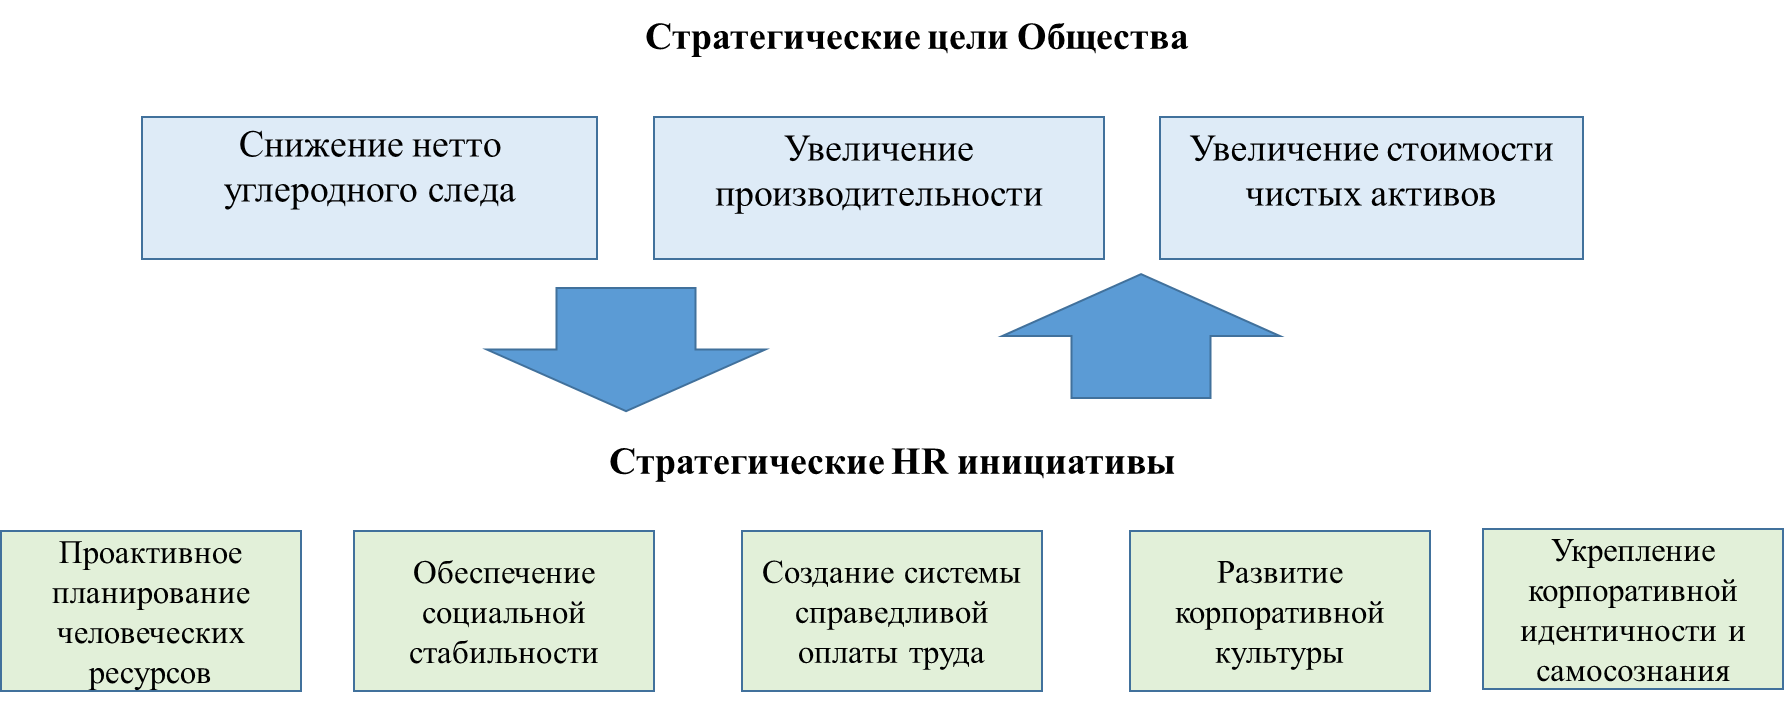 Стратегические цели Общества
Снижение нетто
углеродного следа
Увеличение
производительности
Увеличение стоимости
чистых активов
Стратегические HR инициативы
Проактивное
планирование
человеческих
ресурсов
Обеспечение
социальной
стабильности
Создание системы
справедливой
оплаты труда
Развитие
корпоративной
культуры
Укрепление
корпоративной
идентичности и
самосознания